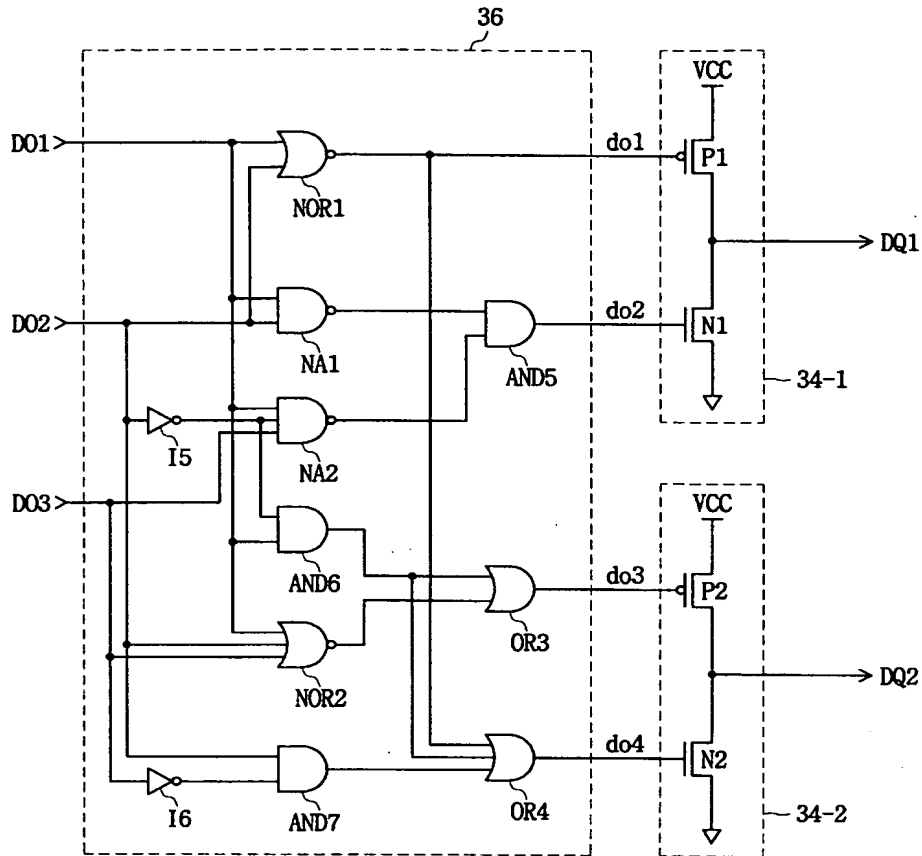 36
VCC
DO1
do1
P1
NOR1
DQ1
DO2
do2
N1
NA1
AND5
34-1
I5
NA2
DO3
VCC
AND6
do3
P2
OR3
NOR2
DQ2
do4
N2
I6
AND7
OR4
34-2